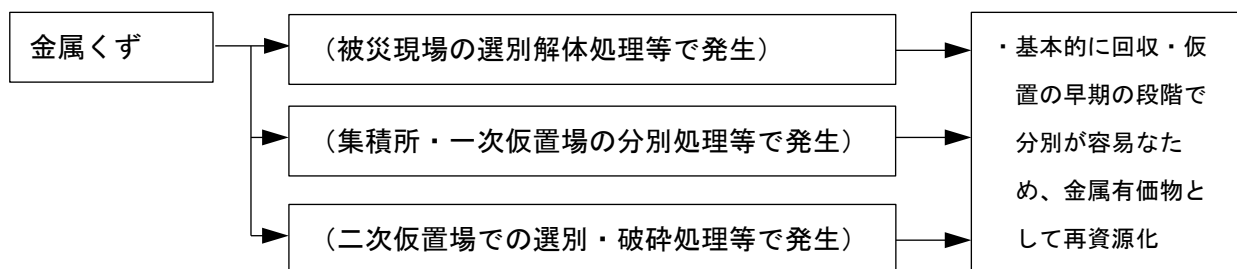 金属くず
（被災現場の選別解体処理等で発生）
（集積所・一次仮置場の分別処理等で発生）
（二次仮置場での選別・破砕処理等で発生）
・基本的に回収・仮
置の早期の段階で
分別が容易なた
め、金属有価物と
して再資源化